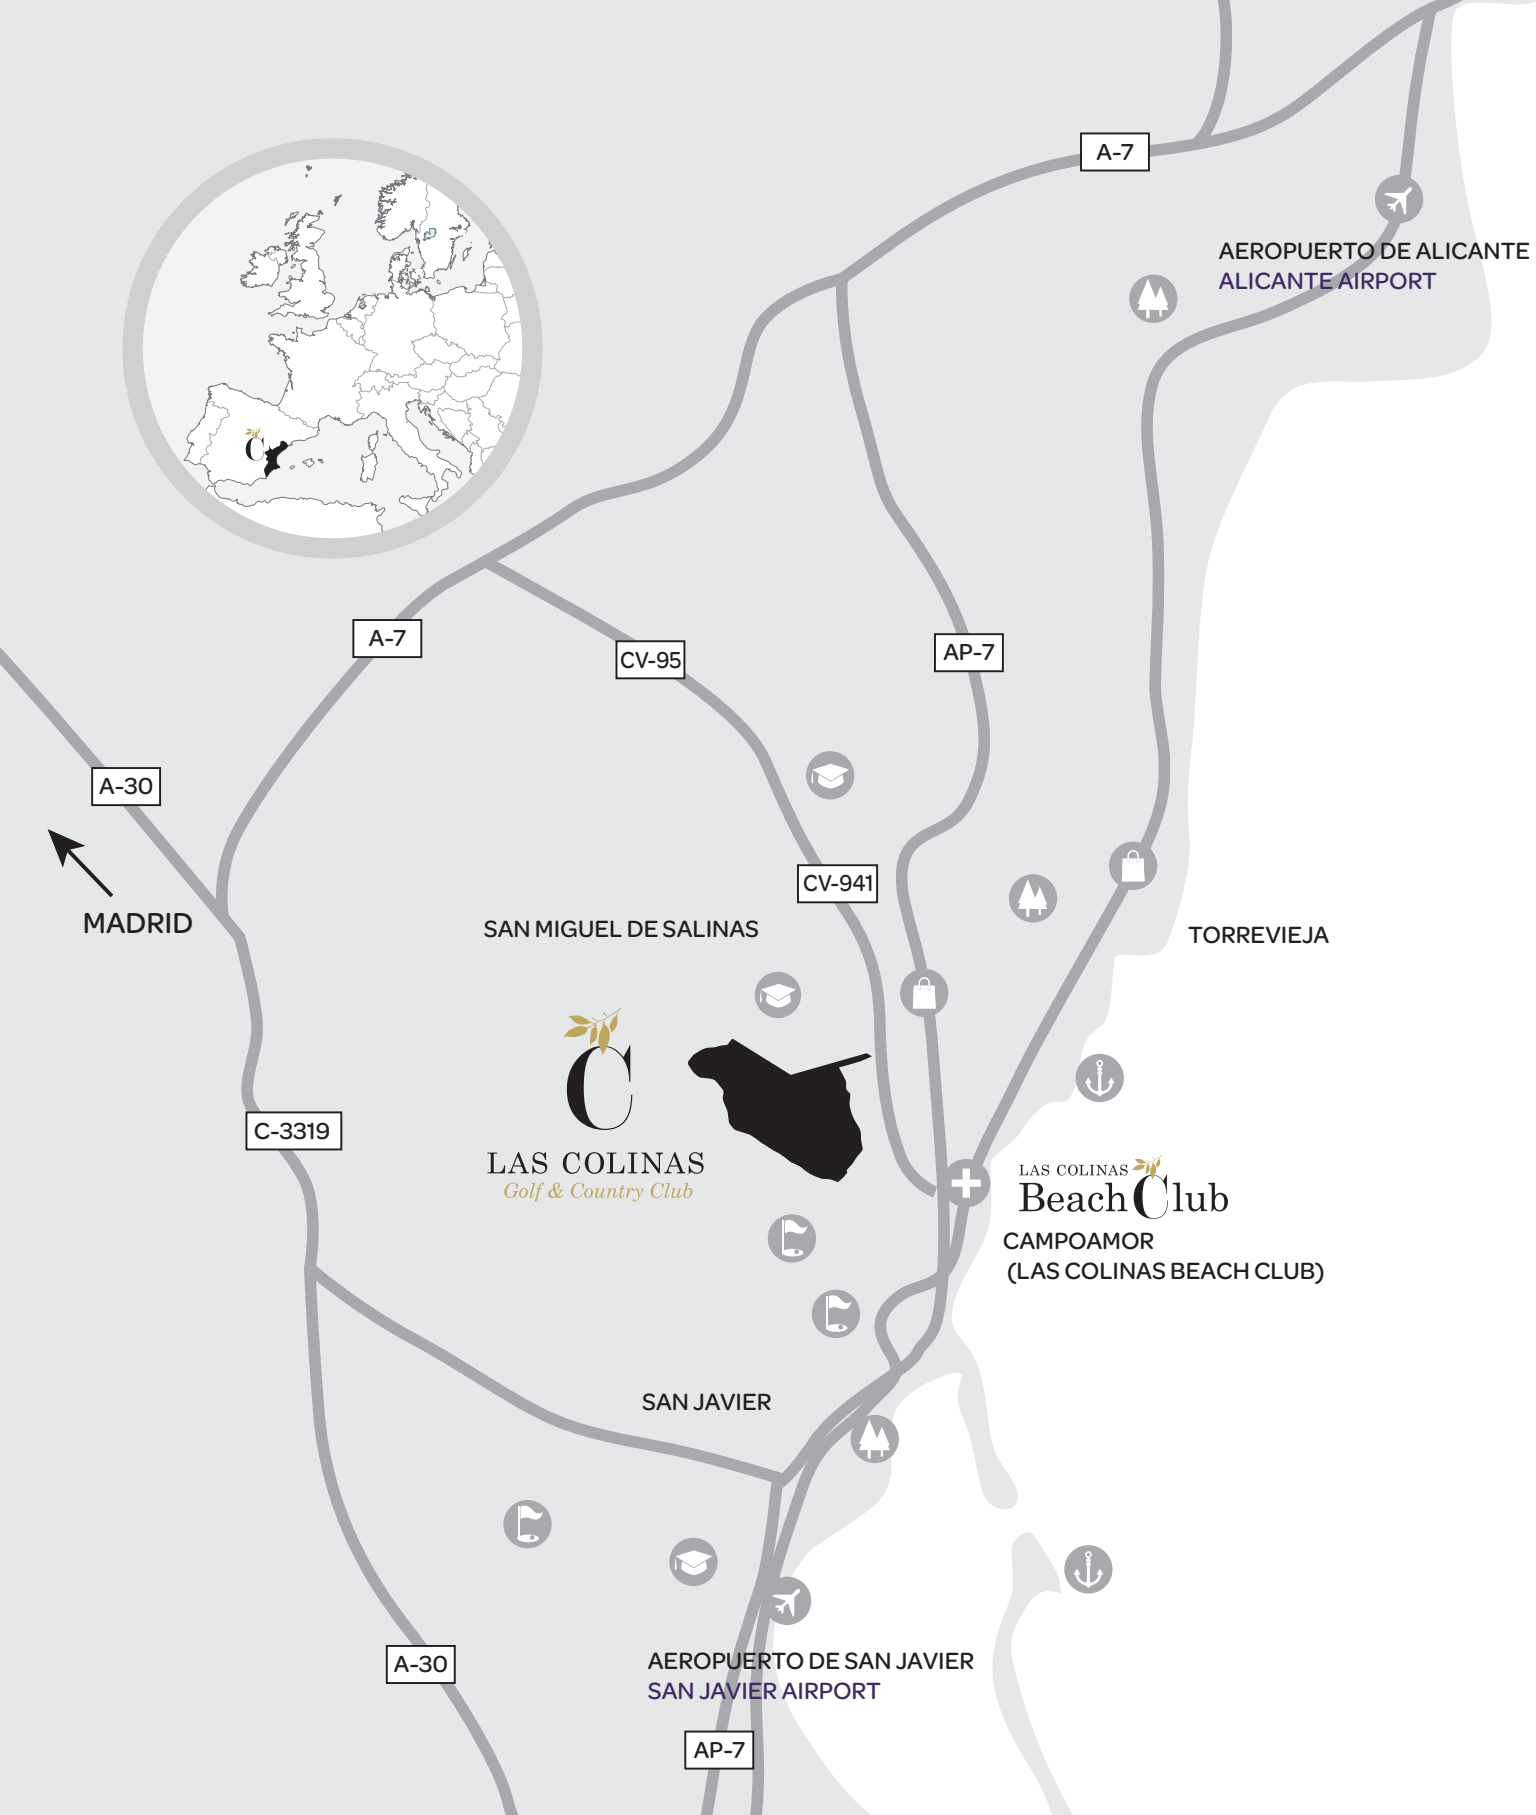 A-7
AEROPUERTO DE ALICANTE
ALICANTE AIRPORT
C
A-7
CV-95
AP-7
A-30
MADRID
CV-941
SAN MIGUEL DE SALINAS
TORREVIEJA
C
LAS COLINAS
Golf & Country Club
C-3319
LAS COLINAS
Beach Club
CAMPOAMOR
(LAS COLINAS BEACH CLUB)
SAN JAVIER
A-30
AEROPUERTO DE SAN JAVIER
SAN JAVIER AIRPORT
AP-7